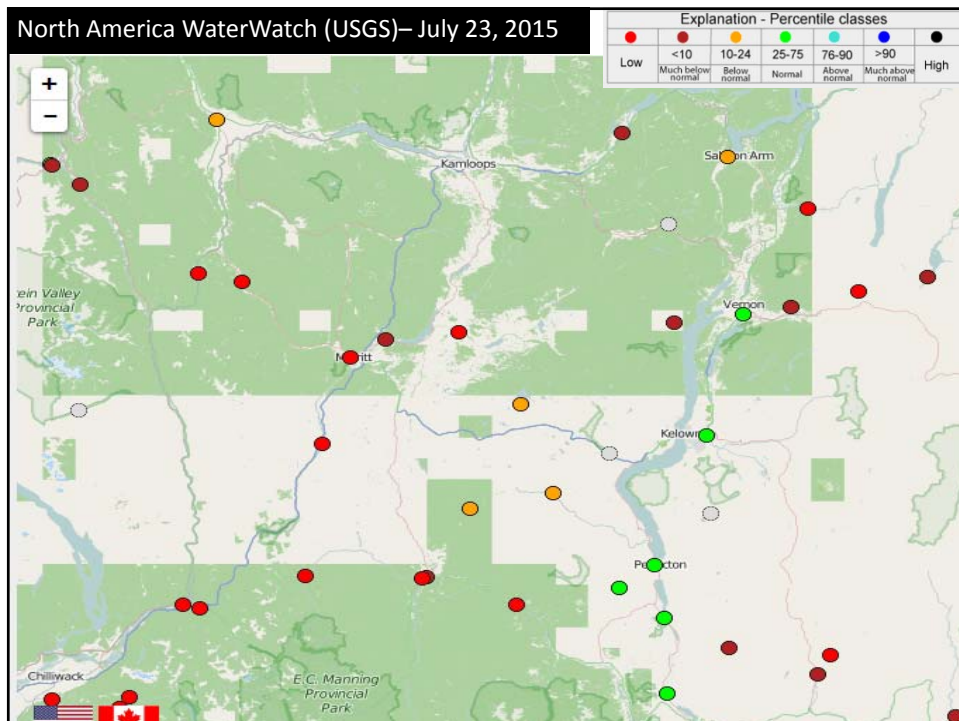 North America WaterWatch (USGS)– July 23, 2015
Explanation - Percentile classes
Low
<10
10-24
25-75
76-90
>90
High
Much below normal
Below normal
Normal
Above normal
Much above normal
+
−
Kamloops
Vernon
Provincial
Park
Chilliwack
E.C. Manning
Provincial
Park